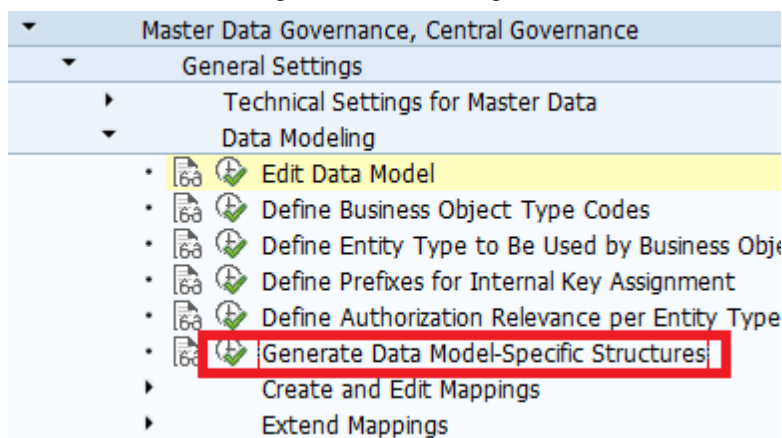 Master Data Governance, Central Governance
General Settings
Technical Settings for Master Data
Data Modeling
Edit Data Model
Define Business Object Type Codes
Define Entity Type to Be Used by Business Obje
Define Prefixes for Internal Key Assignment
Define Authorization Relevance per Entity Type
Generate Data Model-Specific Structures
Create and Edit Mappings
Extend Mappings